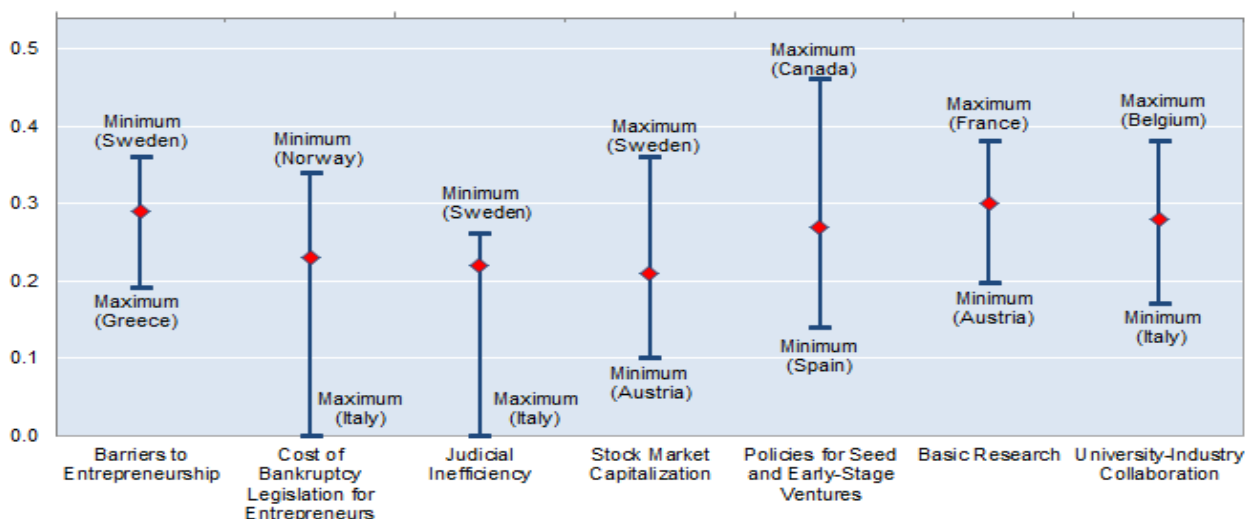 0.5
0.4
0.3
0.2
0.1
0.0
Minimum
(Sweden)
Maximum
(Greece)
Minimum
(Norway)
Maximum
(Italy)
Minimum
(Sweden)
Maximum
(Italy)
Maximum
(Sweden)
Minimum
(Austria)
Maximum
(Canada)
Minimum
(Spain)
Maximum
(France)
Minimum
(Austria)
Maximum
(Belgium)
Minimum
(Italy)
Barriers to
Entrepreneurship
Cost of
Bankruptcy
Legislation for
Entrepreneurs
Judicial
Inefficiency
Stock Market
Capitalization
Policies for Seed
and Early-Stage
Ventures
Basic Research
University-Industry
Collaboration